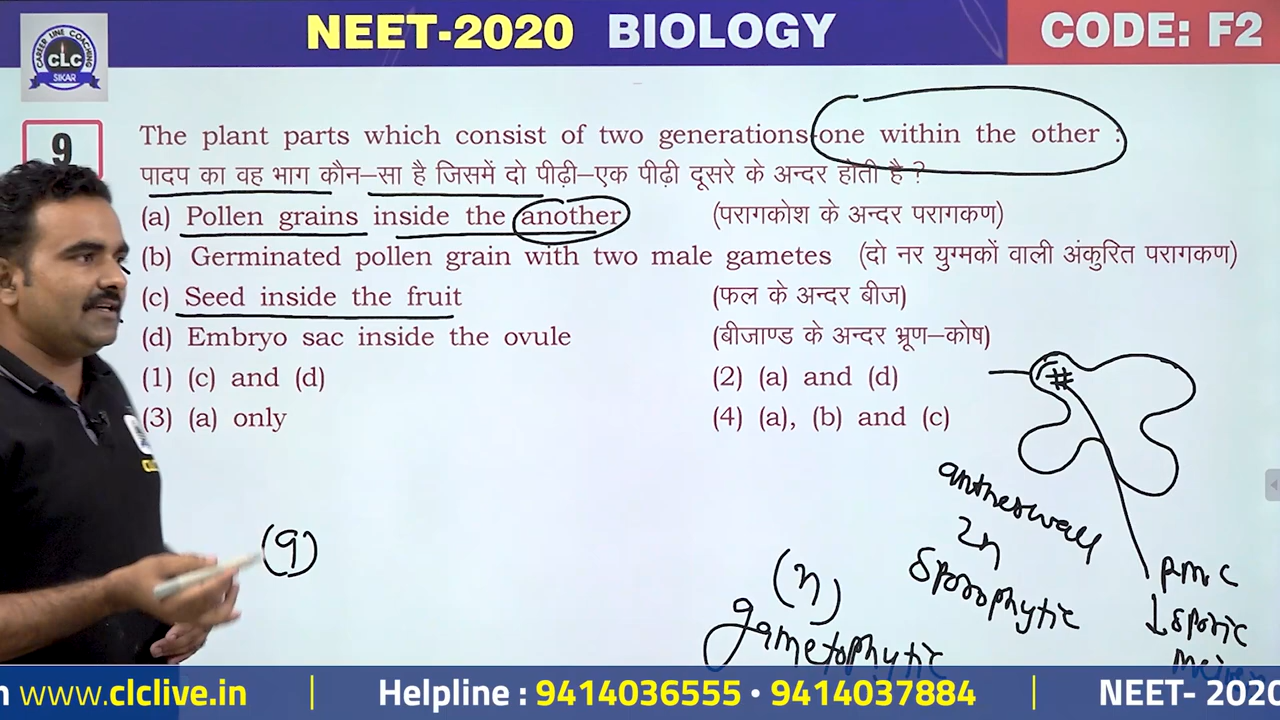 NEET-2020 BIOLOGY
CODE: F2
CAREER LINE COACHING
CLC
SIKAR
9
The plant parts which consist of two generations one within the other :
पादप का वह भाग कौन–सा है जिसमें दो पीढ़ी–एक पीढ़ी दूसरे के अन्दर होती है ?
(a) Pollen grains inside the another (परागकोश के अन्दर परागकण)
(b) Germinated pollen grain with two male gametes (दो नर युग्मकों वाली अंकुरित परागकण)
(c) Seed inside the fruit (फल के अन्दर बीज)
(d) Embryo sac inside the ovule (बीजाण्ड के अन्दर भ्रूण–कोष)
(1) (c) and (d) (2) (a) and (d)
(3) (a) only (4) (a), (b) and (c)
antherwall
2n
sporophytic
(n)
gametophytic
PMC
↓ sporic
(9)
www.clclive.in | Helpline : 9414036555 • 9414037884 | NEET- 2020